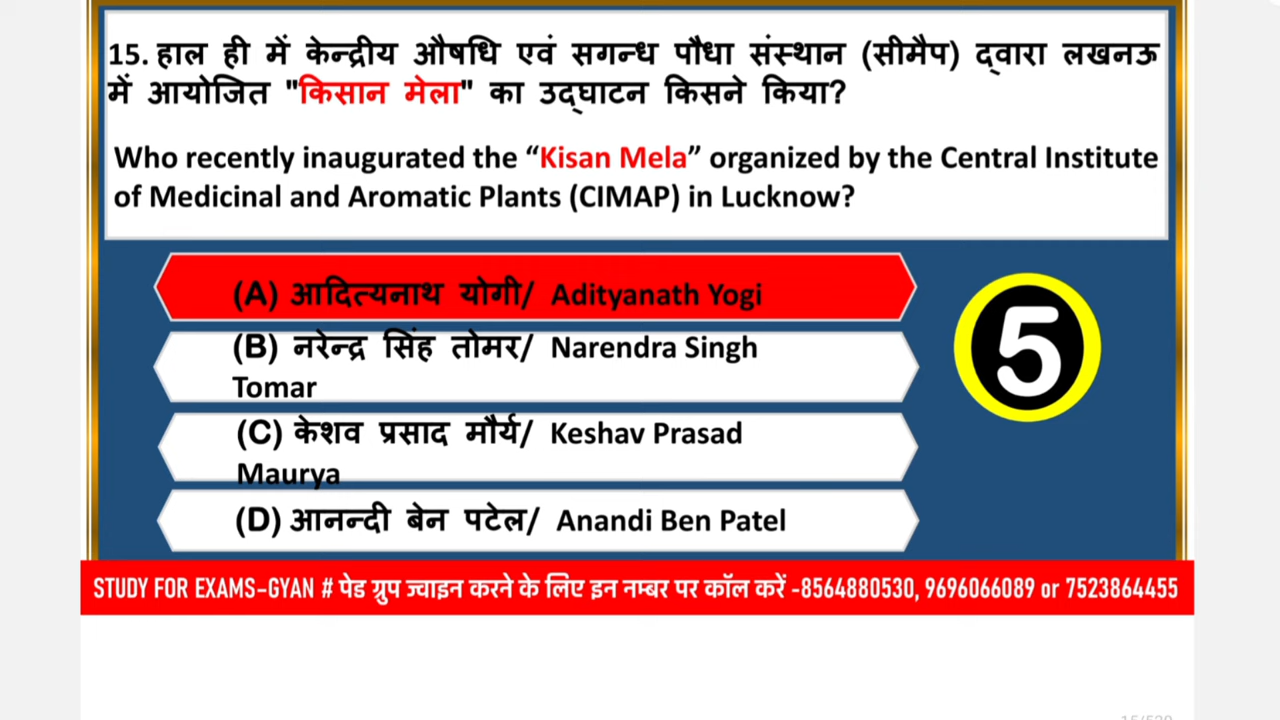 15. हाल ही में केन्द्रीय औषधि एवं सगन्ध पौधा संस्थान (सीमैप) द्वारा लखनऊ
में आयोजित "किसान मेला" का उद्घाटन किसने किया?
Who recently inaugurated the “Kisan Mela” organized by the Central Institute
of Medicinal and Aromatic Plants (CIMAP) in Lucknow?
(A) आदित्यनाथ योगी/ Adityanath Yogi
(B) नरेन्द्र सिंह तोमर/ Narendra Singh
Tomar
(C) केशव प्रसाद मौर्य/ Keshav Prasad
Maurya
(D) आनन्दी बेन पटेल/ Anandi Ben Patel
5
STUDY FOR EXAMS-GYAN # पेड ग्रुप ज्वाइन करने के लिए इन नम्बर पर कॉल करें -8564880530, 9696066089 or 7523864455